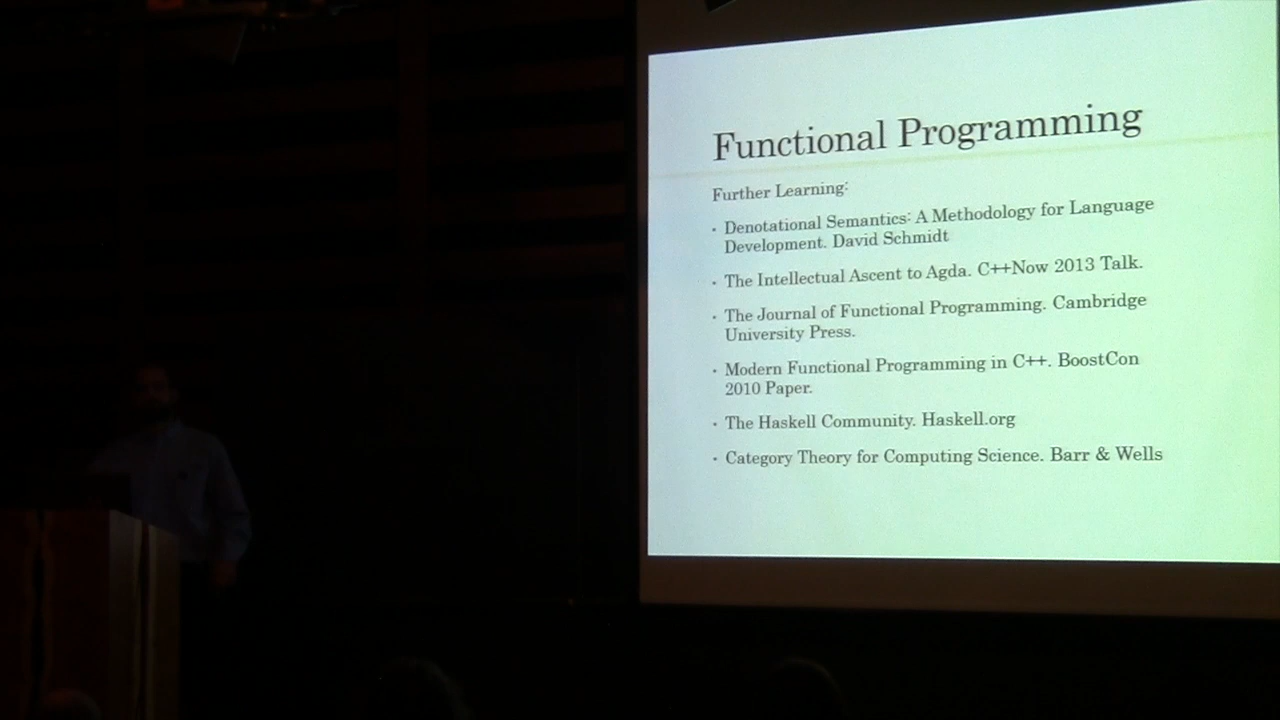 Functional Programming
Further Learning:
• Denotational Semantics: A Methodology for Language
Development. David Schmidt
• The Intellectual Ascent to Agda. C++Now 2013 Talk.
• The Journal of Functional Programming. Cambridge
University Press.
• Modern Functional Programming in C++. BoostCon
2010 Paper.
• The Haskell Community. Haskell.org
• Category Theory for Computing Science. Barr & Wells